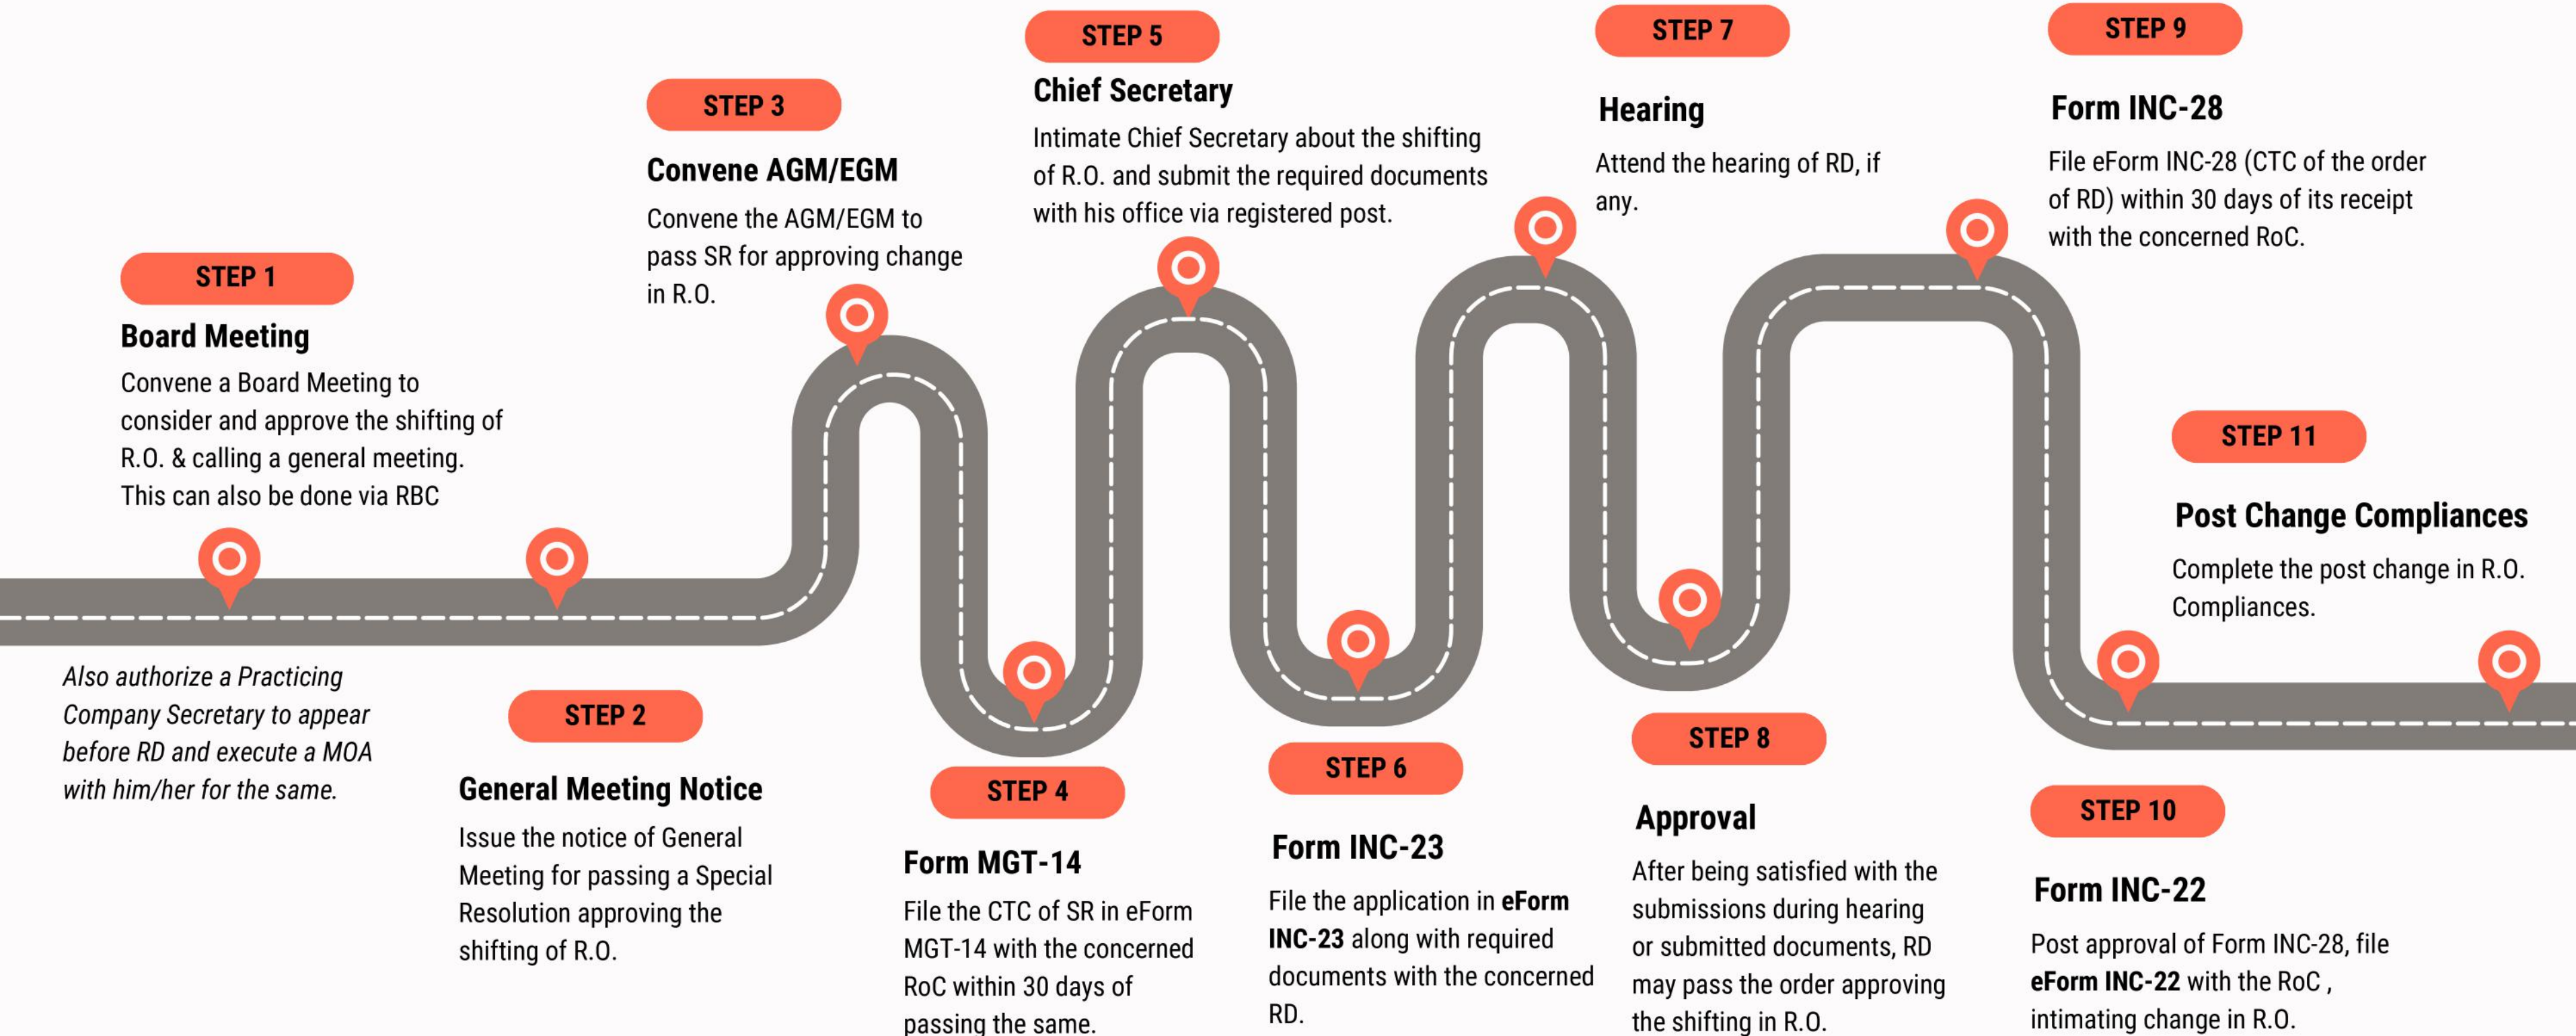 STEP 1
Board Meeting
Convene a Board Meeting to
consider and approve the shifting of
R.O. & calling a general meeting.
This can also be done via RBC
Also authorize a Practicing
Company Secretary to appear
before RD and execute a MOA
with him/her for the same.
STEP 2
General Meeting Notice
Issue the notice of General
Meeting for passing a Special
Resolution approving the
shifting of R.O.
STEP 3
Convene AGM/EGM
Convene the AGM/EGM to
pass SR for approving change
in R.O.
STEP 4
Form MGT-14
File the CTC of SR in eForm
MGT-14 with the concerned
RoC within 30 days of
passing the same.
STEP 5
Chief Secretary
Intimate Chief Secretary about the shifting
of R.O. and submit the required documents
with his office via registered post.
STEP 6
Form INC-23
File the application in eForm
INC-23 along with required
documents with the concerned
RD.
STEP 7
Hearing
Attend the hearing of RD, if
any.
STEP 8
Approval
After being satisfied with the
submissions during hearing
or submitted documents, RD
may pass the order approving
the shifting in R.O.
STEP 9
Form INC-28
File eForm INC-28 (CTC of the order
of RD) within 30 days of its receipt
with the concerned RoC.
STEP 10
Form INC-22
Post approval of Form INC-28, file
eForm INC-22 with the RoC ,
intimating change in R.O.
STEP 11
Post Change Compliances
Complete the post change in R.O.
Compliances.